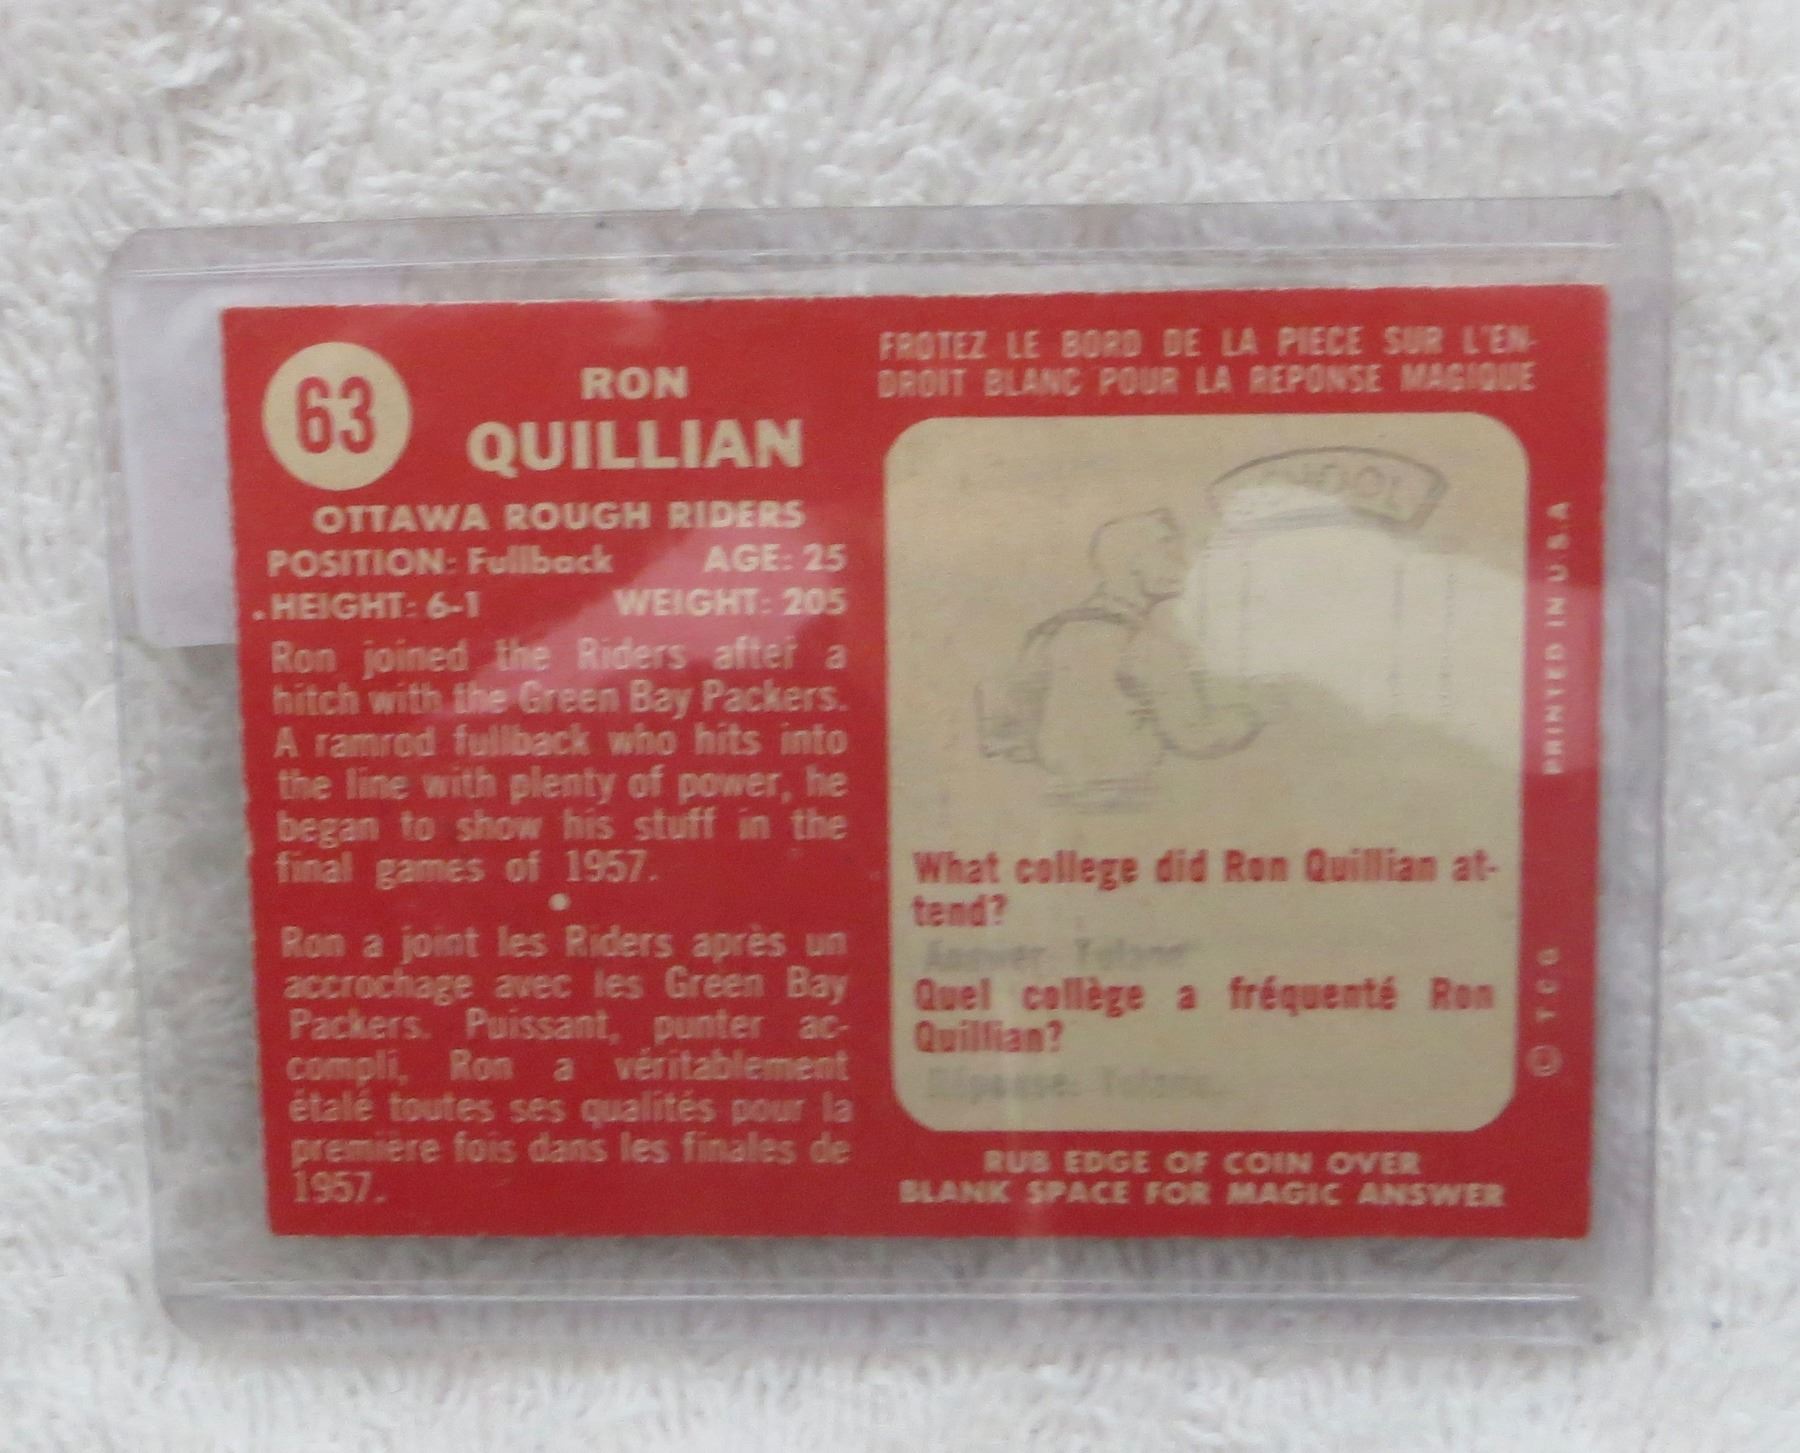 63
RON
QUILLIAN
OTTAWA ROUGH RIDERS
POSITION: Fullback AGE: 25
HEIGHT: 6-1 WEIGHT: 205
Ron joined the Riders after a
hitch with the Green Bay Packers.
A ramrod fullback who hits into
the line with plenty of power, he
began to show his stuff in the
final games of 1957.
Ron a joint les Riders après un
accrochage avec les Green Bay
Packers. Puissant, punter ac-
compli, Ron a véritablement
étalé toutes ses qualités pour la
première fois dans les finales de
1957.
FROTEZ LE BORD DE LA PIECE SUR L'EN-
DROIT BLANC POUR LA REPONSE MAGIQUE
What college did Ron Quillian at-
tend?
Answer: Tulane
Quel collège a fréquenté Ron
Quillian?
Réponse: Tulane.
RUB EDGE OF COIN OVER
BLANK SPACE FOR MAGIC ANSWER
© T.C.G. PRINTED IN U.S.A.